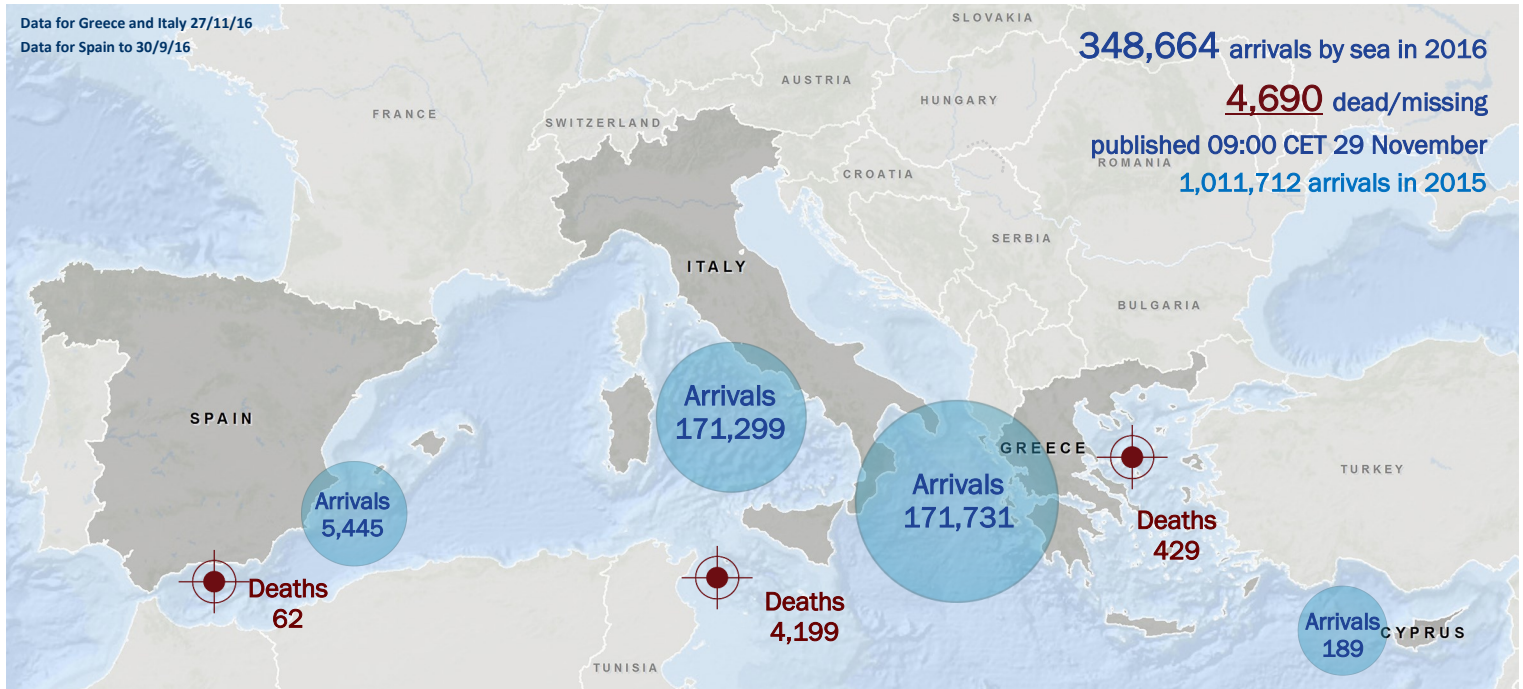 Data for Greece and Italy 27/11/16
Data for Spain to 30/9/16
348,664 arrivals by sea in 2016
4,690 dead/missing
published 09:00 CET 29 November
1,011,712 arrivals in 2015
SLOVAKIA
AUSTRIA
HUNGARY
FRANCE
SWITZERLAND
ROMANIA
CROATIA
SERBIA
ITALY
BULGARIA
SPAIN
GREECE
TURKEY
Arrivals
171,299
Arrivals
171,731
Arrivals
5,445
Deaths
429
Deaths
62
Deaths
4,199
Arrivals
189
CYPRUS
TUNISIA